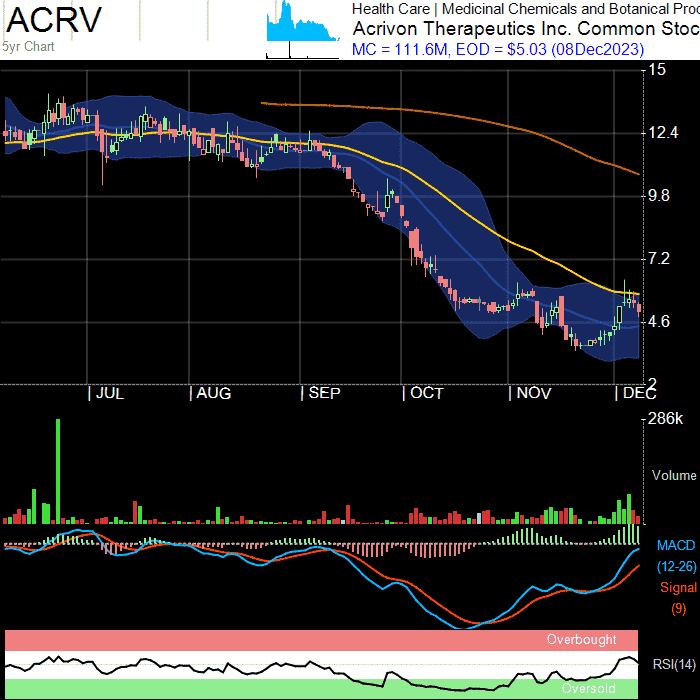 ACRV
5yr Chart
Health Care | Medicinal Chemicals and Botanical Pro
Acrivon Therapeutics Inc. Common Stoc
MC = 111.6M, EOD = $5.03 (08Dec2023)
15
12.4
9.8
7.2
4.6
2
JUL AUG SEP OCT NOV DEC
286k
Volume
MACD
(12-26)
Signal
(9)
Overbought
RSI(14)
Oversold